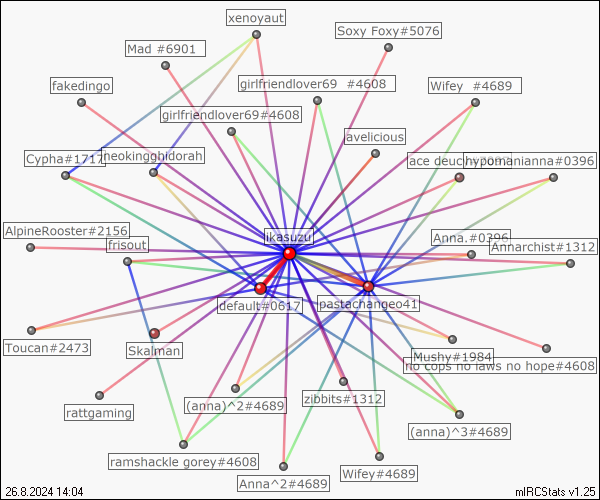 xenoyaut
Soxy Foxy#5076
Mad #6901
fakedingo
girlfriendlover69 #4608
Wifey #4689
girlfriendlover69#4608
lavelicious
Cypha#1717
neokingghidorah
ace deuchy
hypomanianna#0396
AlpineRooster#2156
frisout
ikasuzu
Anna.#0396
Annarchist#1312
default#0617
pastachangeo41
Toucan#2473
Skalman
Mushy#1984
no cops no laws no hope#4608
rattgaming
(anna)^2#4689
zibbits#1312
(anna)^3#4689
ramshackle gorey#4608
Anna^2#4689
Wifey#4689
26.8.2024 14:04
mIRCStats v1.25